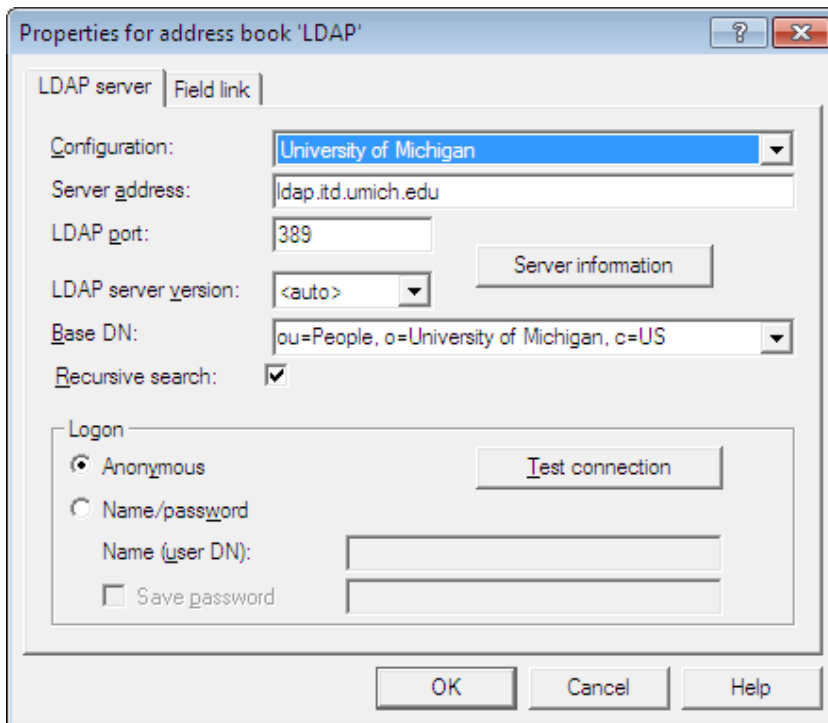 Properties for address book 'LDAP'
LDAP server Field link
Configuration: University of Michigan
Server address: ldap.itd.umich.edu
LDAP port: 389
Server information
LDAP server version: <auto>
Base DN: ou=People, o=University of Michigan, c=US
Recursive search:
Logon
Anonymous Test connection
Name/password
Name (user DN):
Save password
OK Cancel Help